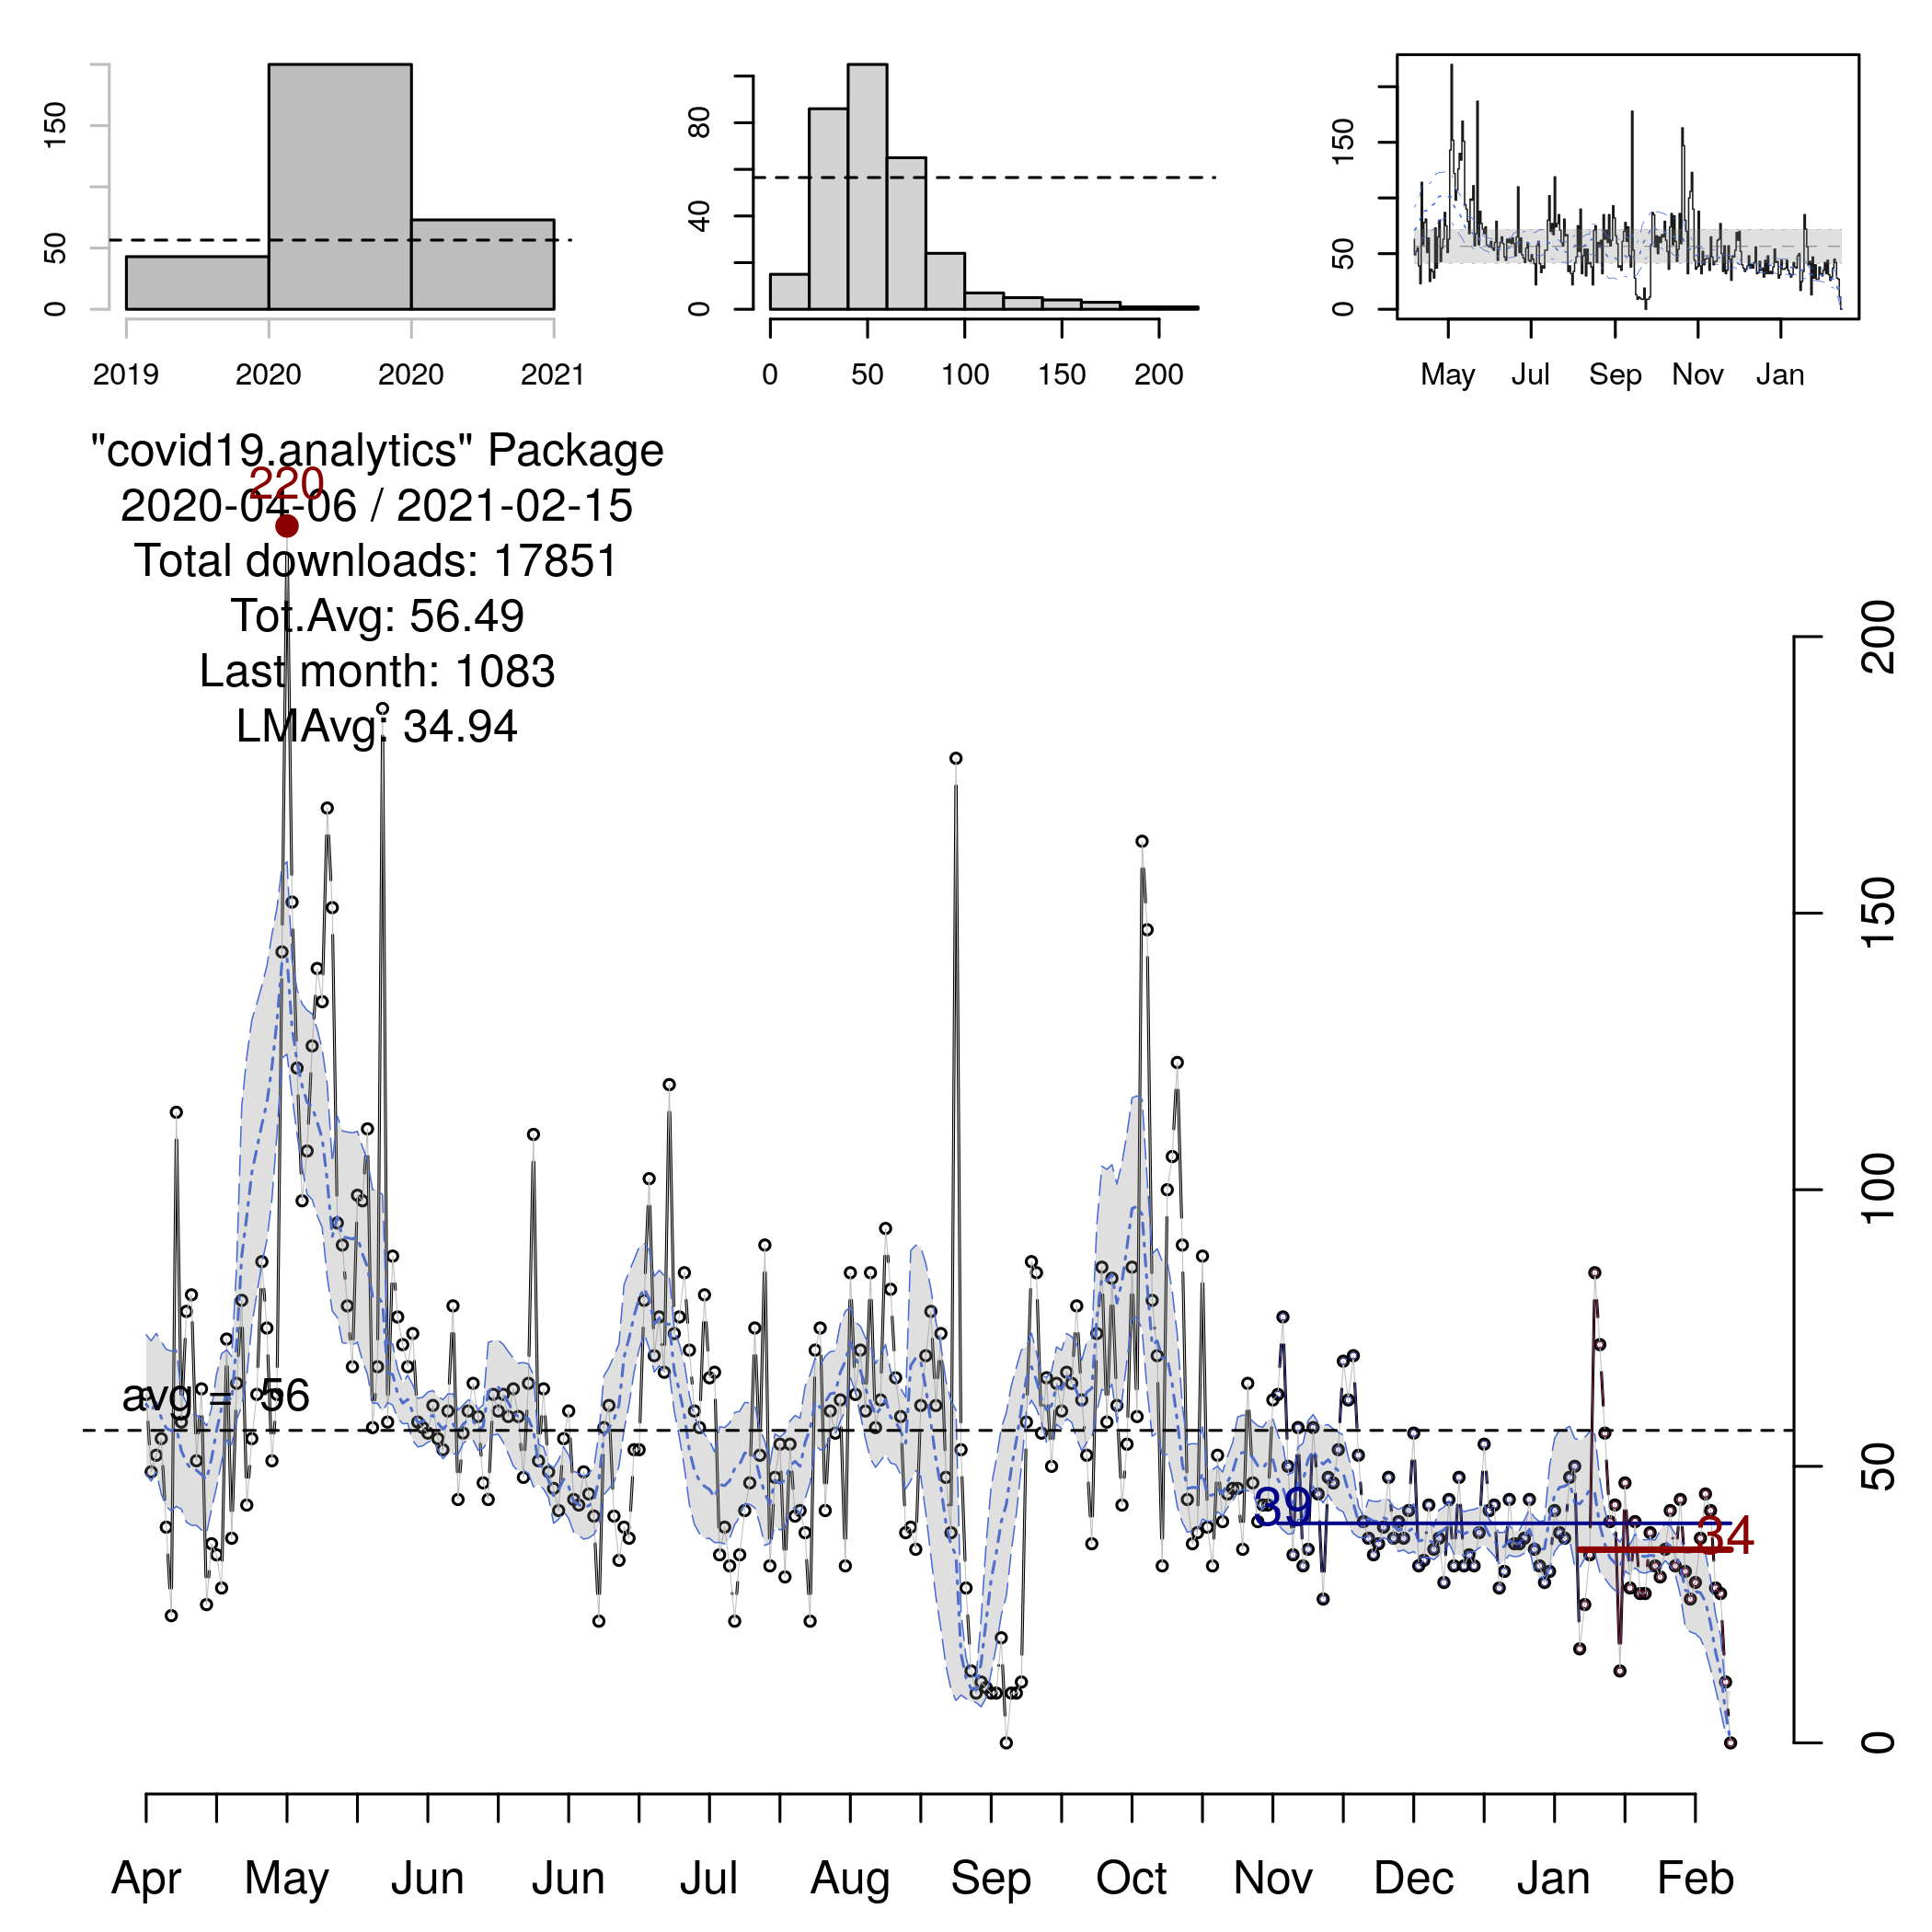 150
50
0
2019 2020 2020 2021
80
40
0
0 50 100 150 200
150
50
0
May Jul Sep Nov Jan
"covid19.analytics" Package
220
2020-04-06 / 2021-02-15
Total downloads: 17851
Tot.Avg: 56.49
Last month: 1083
LMAvg: 34.94
200
150
100
50
0
avg = 56
39
34
Apr May Jun Jun Jul Aug Sep Oct Nov Dec Jan Feb